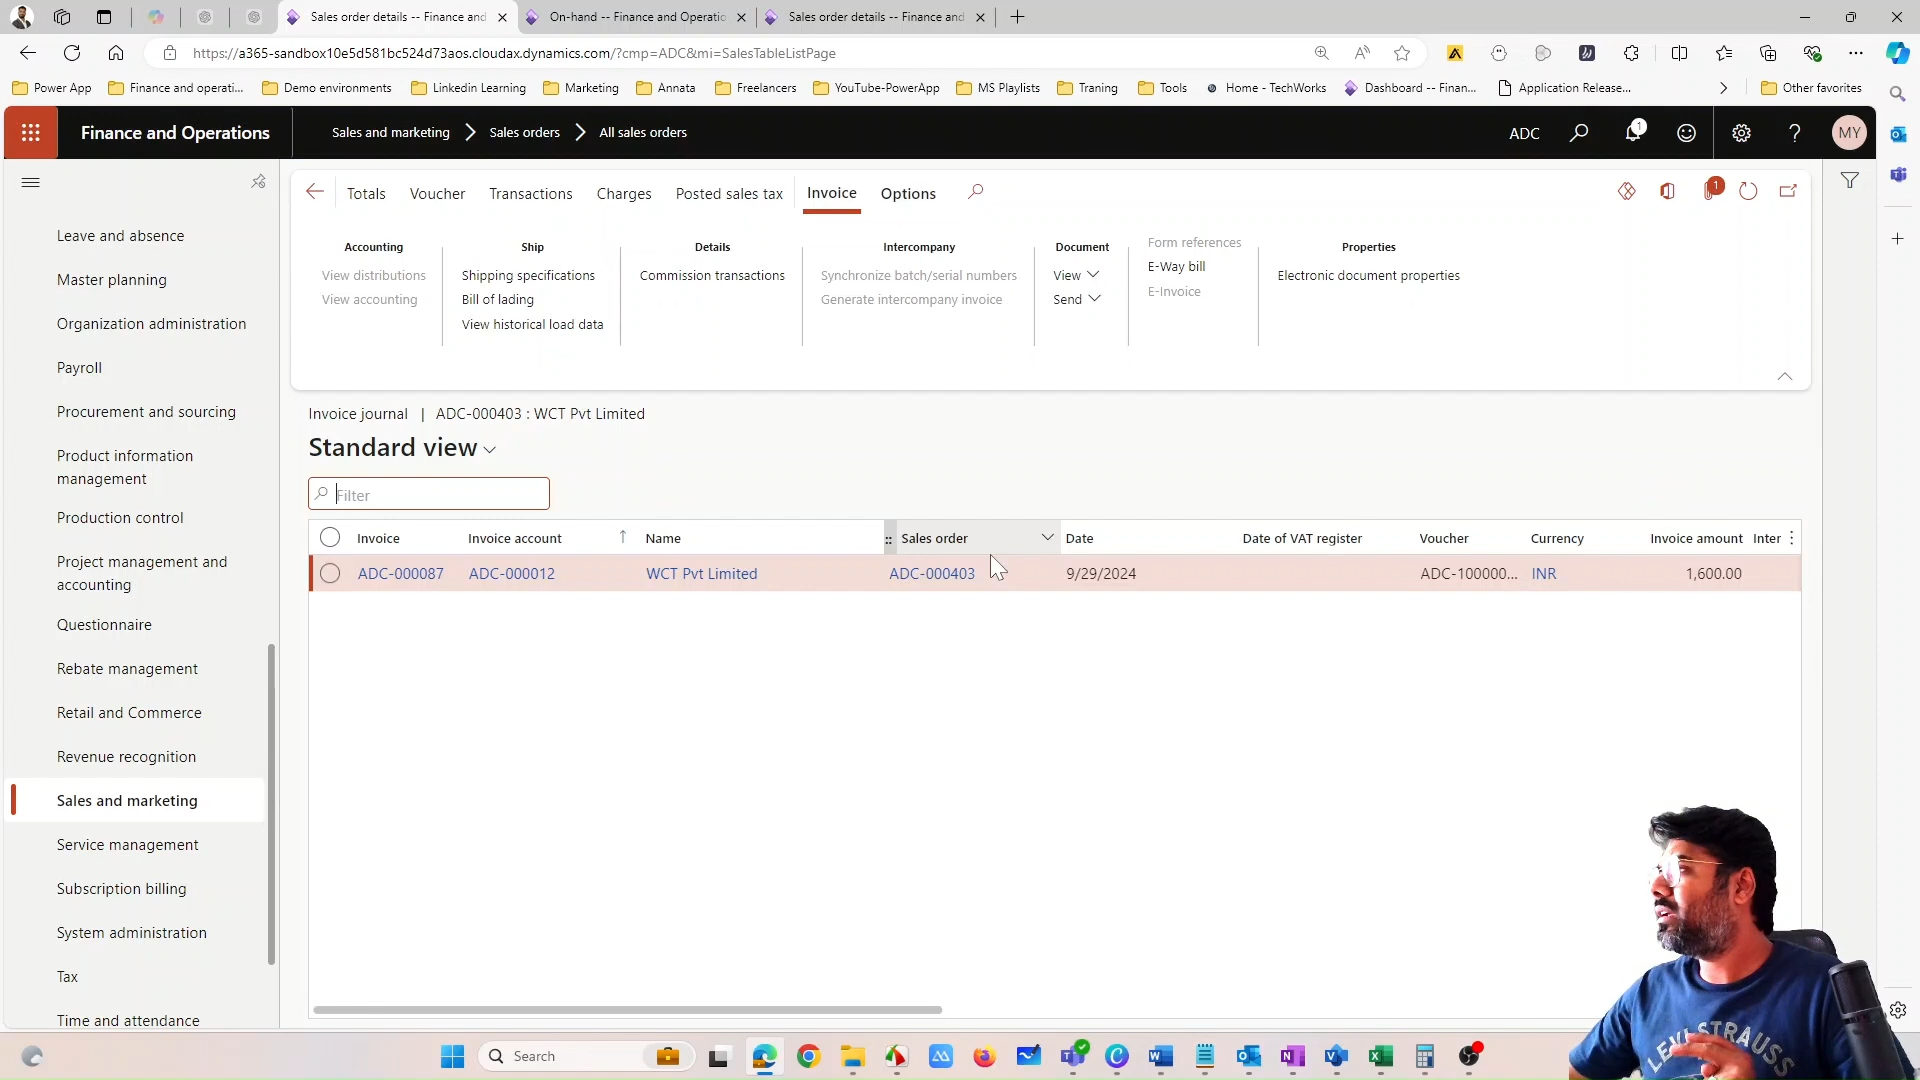 Sales order details -- Finance and
On-hand -- Finance and Operatio
Sales order details -- Finance and
https://a365-sandbox10e5d581bc524d73aos.cloudax.dynamics.com/?cmp=ADC&mi=SalesTableListPage
Power App
Finance and operati...
Demo environments
Linkedin Learning
Marketing
Annata
Freelancers
YouTube-PowerApp
MS Playlists
Traning
Tools
Home - TechWorks
Dashboard -- Finan...
Application Release...
Other favorites
Finance and Operations
Sales and marketing
Sales orders
All sales orders
ADC
1
MY
Totals
Voucher
Transactions
Charges
Posted sales tax
Invoice
Options
1
Accounting
View distributions
View accounting
Ship
Shipping specifications
Bill of lading
View historical load data
Details
Commission transactions
Intercompany
Synchronize batch/serial numbers
Generate intercompany invoice
Document
View
Send
Form references
E-Way bill
E-Invoice
Properties
Electronic document properties
Leave and absence
Master planning
Organization administration
Payroll
Procurement and sourcing
Product information
management
Production control
Project management and
accounting
Questionnaire
Rebate management
Retail and Commerce
Revenue recognition
Sales and marketing
Service management
Subscription billing
System administration
Tax
Time and attendance
Invoice journal | ADC-000403 : WCT Pvt Limited
Standard view
Filter
Invoice Invoice account Name Sales order Date Date of VAT register Voucher Currency Invoice amount Inter
ADC-000087 ADC-000012 WCT Pvt Limited ADC-000403 9/29/2024 ADC-100000... INR 1,600.00
LEVI STRAUSS
Search